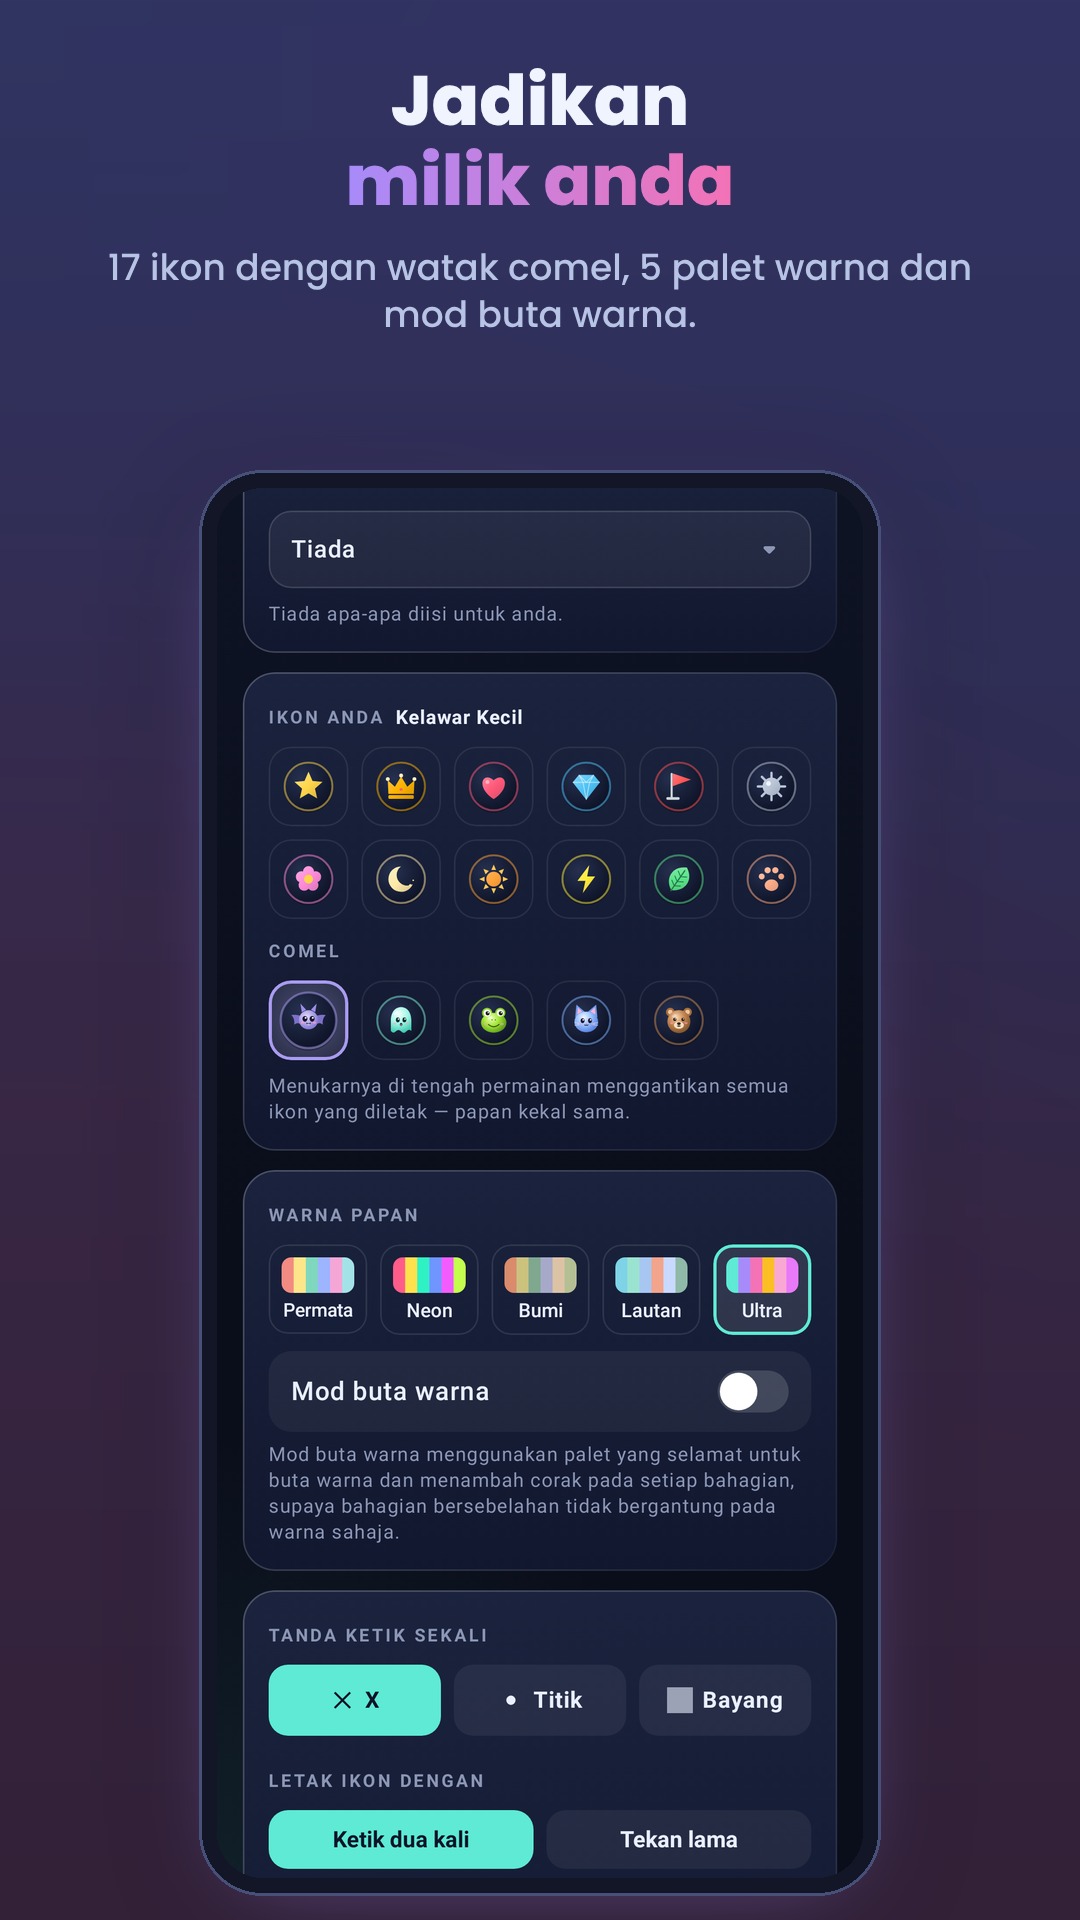 Jadikan
milik anda
17 ikon dengan watak comel, 5 palet warna dan
mod buta warna.
Tiada
Tiada apa-apa diisi untuk anda.
IKON ANDA Kelawar Kecil
COMEL
Menukarnya di tengah permainan menggantikan semua
ikon yang diletak — papan kekal sama.
WARNA PAPAN
Permata Neon Bumi Lautan Ultra
Mod buta warna
Mod buta warna menggunakan palet yang selamat untuk
buta warna dan menambah corak pada setiap bahagian,
supaya bahagian bersebelahan tidak bergantung pada
warna sahaja.
TANDA KETIK SEKALI
X Titik Bayang
LETAK IKON DENGAN
Ketik dua kali Tekan lama